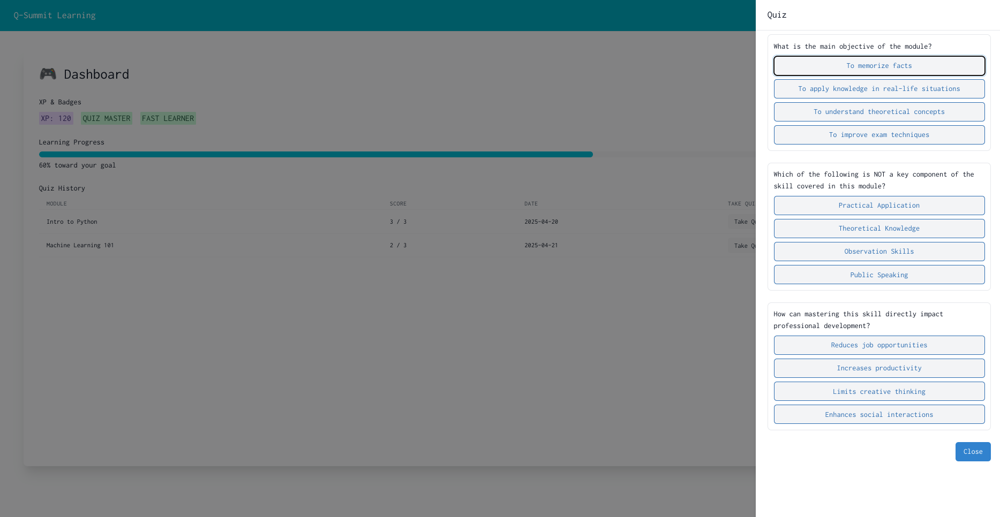 Q-Summit Learning
Dashboard
XP & Badges
XP: 120 QUIZ MASTER FAST LEARNER
Learning Progress
60% toward your goal
Quiz History
MODULE SCORE DATE TAKE QUI
Intro to Python 3 / 3 2025-04-20 Take Qu
Machine Learning 101 2 / 3 2025-04-21 Take Qu
Quiz
What is the main objective of the module?
To memorize facts
To apply knowledge in real-life situations
To understand theoretical concepts
To improve exam techniques
Which of the following is NOT a key component of the
skill covered in this module?
Practical Application
Theoretical Knowledge
Observation Skills
Public Speaking
How can mastering this skill directly impact
professional development?
Reduces job opportunities
Increases productivity
Limits creative thinking
Enhances social interactions
Close